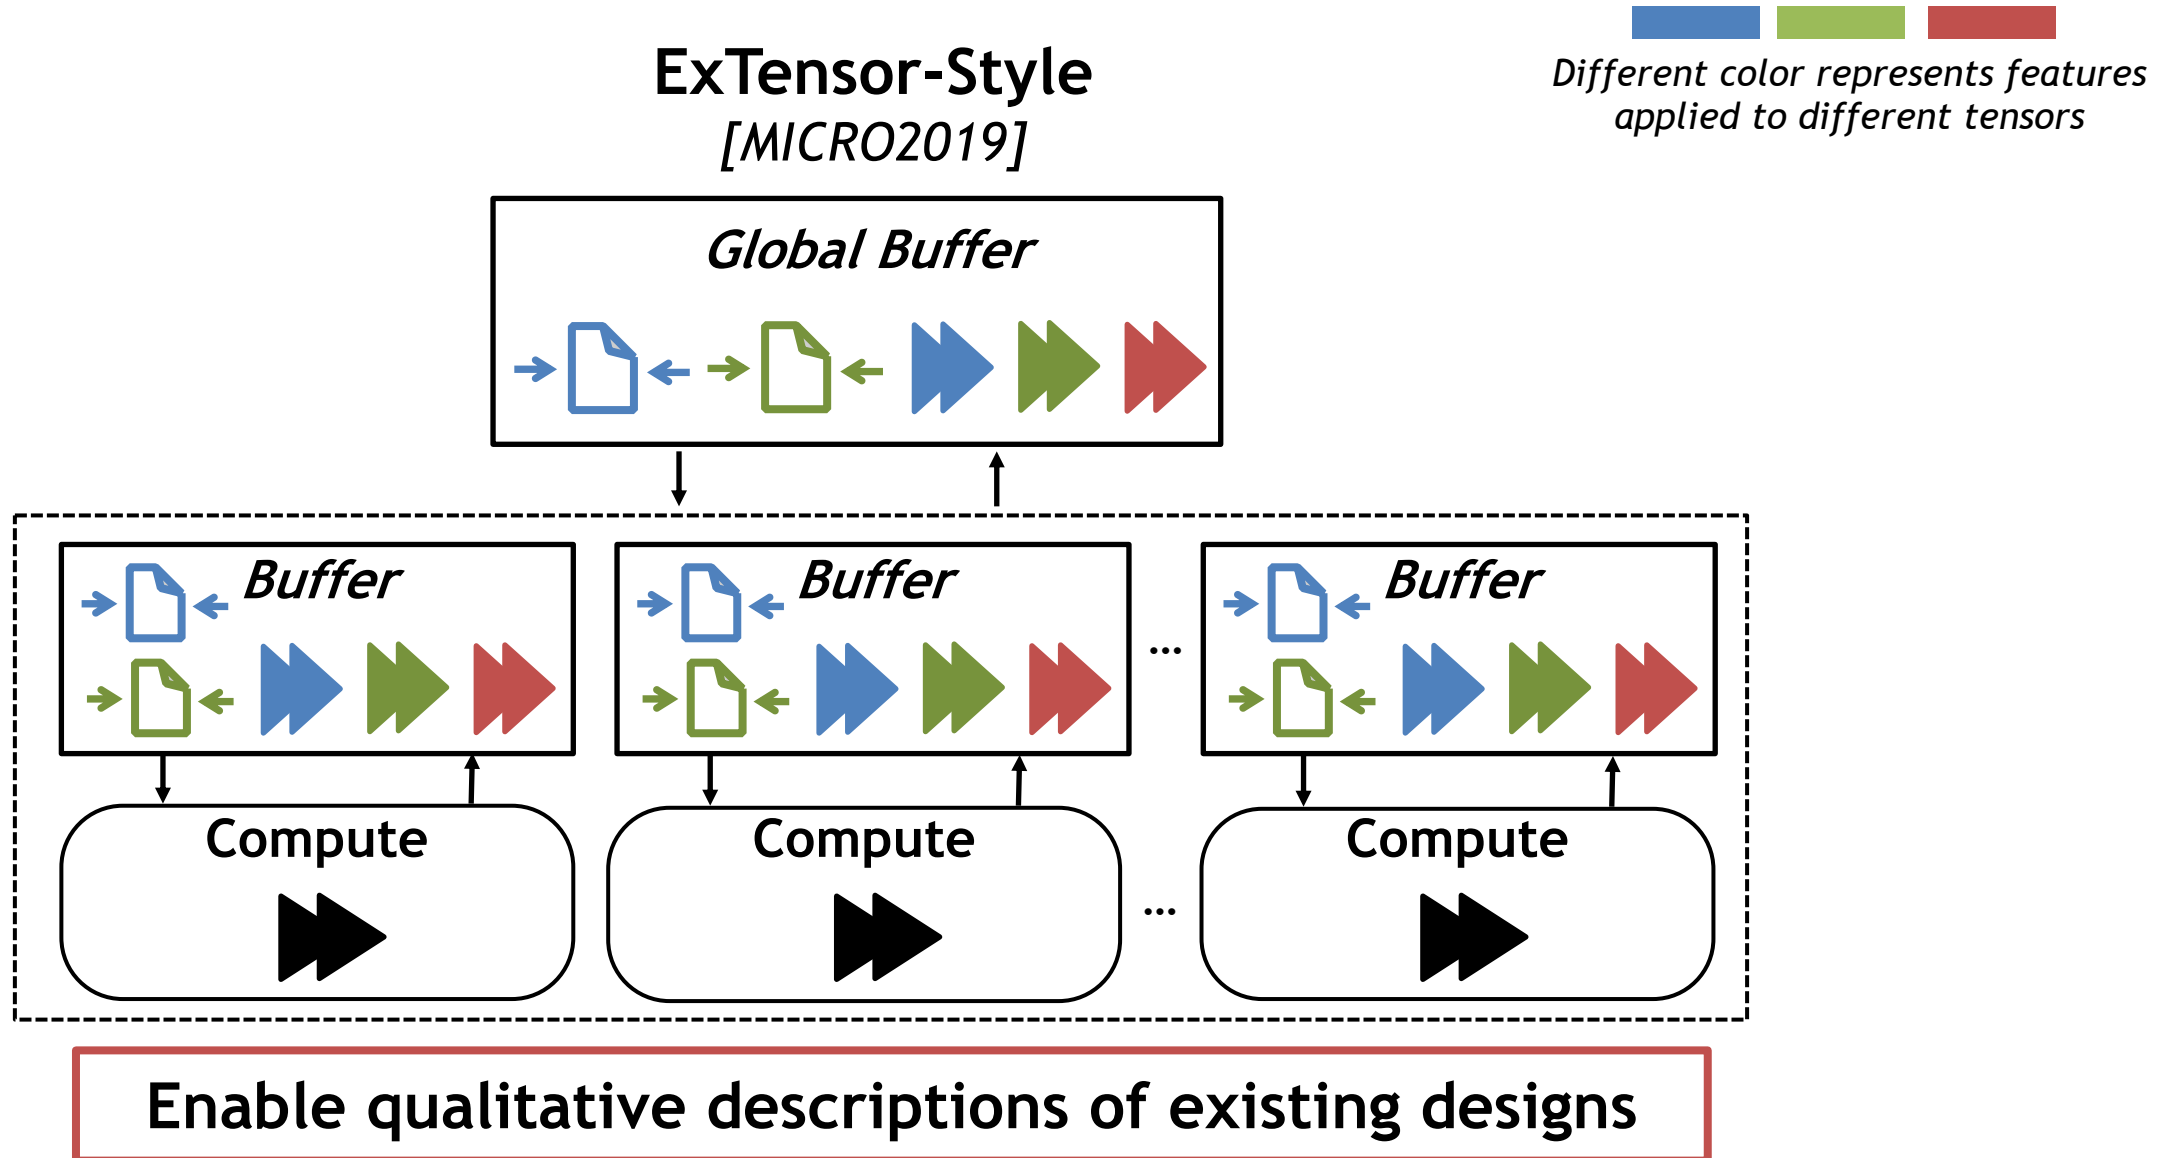 ExTensor-Style
[MICRO2019]
Different color represents features
applied to different tensors
Global Buffer
Buffer
Buffer
...
Buffer
Compute
Compute
...
Compute
Enable qualitative descriptions of existing designs